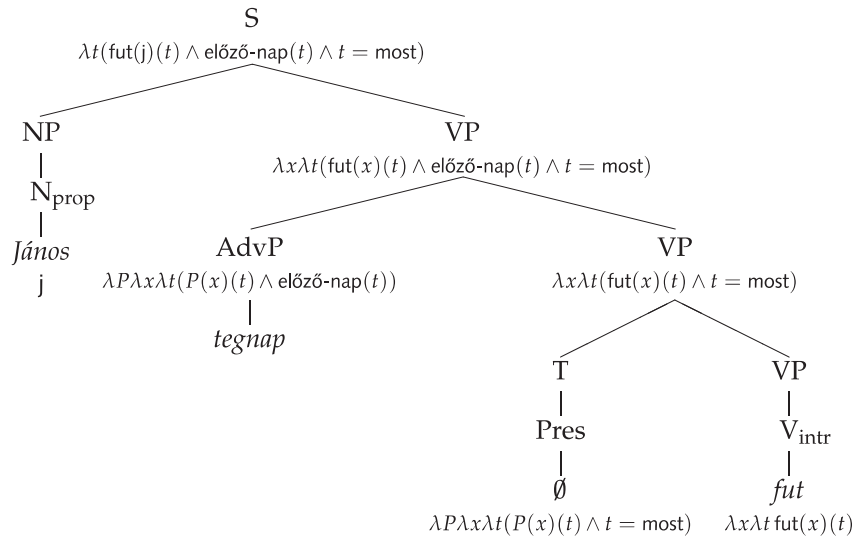 S
λt(fut(j)(t) ∧ előző-nap(t) ∧ t = most)
NP VP
λxλt(fut(x)(t) ∧ előző-nap(t) ∧ t = most)
N_prop
János AdvP VP
j λPλxλt(P(x)(t) ∧ előző-nap(t)) λxλt(fut(x)(t) ∧ t = most)
tegnap
T VP
Pres V_intr
∅ fut
λPλxλt(P(x)(t) ∧ t = most) λxλt fut(x)(t)